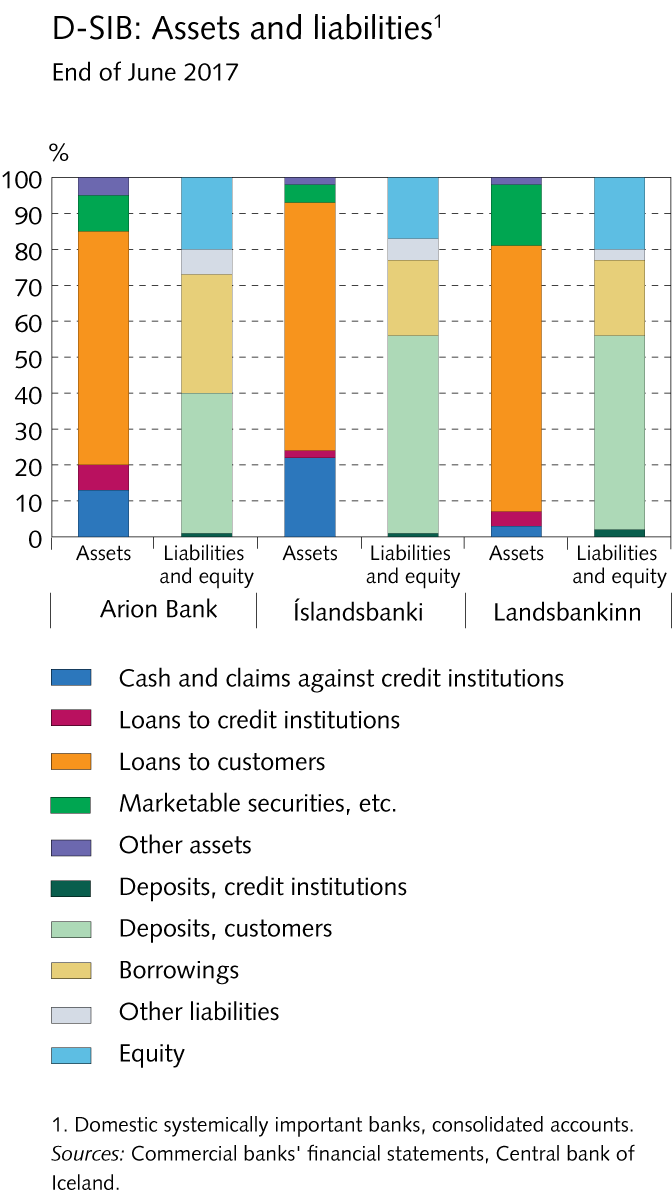 D-SIB: Assets and liabilities¹
End of June 2017
%
100
90
80
70
60
50
40
30
20
10
0
Assets
Liabilities
and equity
Assets
Liabilities
and equity
Assets
Liabilities
and equity
Arion Bank
Íslandsbanki
Landsbankinn
Cash and claims against credit institutions
Loans to credit institutions
Loans to customers
Marketable securities, etc.
Other assets
Deposits, credit institutions
Deposits, customers
Borrowings
Other liabilities
Equity
1. Domestic systemically important banks, consolidated accounts.
Sources: Commercial banks' financial statements, Central bank of
Iceland.